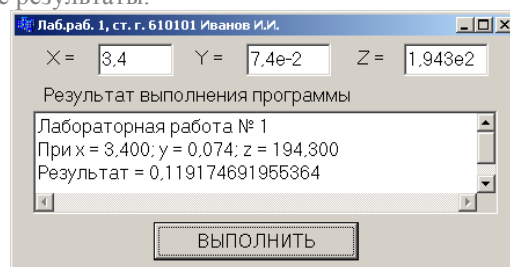 е результаты.
Лаб.раб. 1, ст. г. 610101 Иванов И.И.
X = 3,4 Y = 7,4e-2 Z = 1,943e2
Результат выполнения программы
Лабораторная работа № 1
При x = 3,400; y = 0,074; z = 194,300
Результат = 0,119174691955364
ВЫПОЛНИТЬ